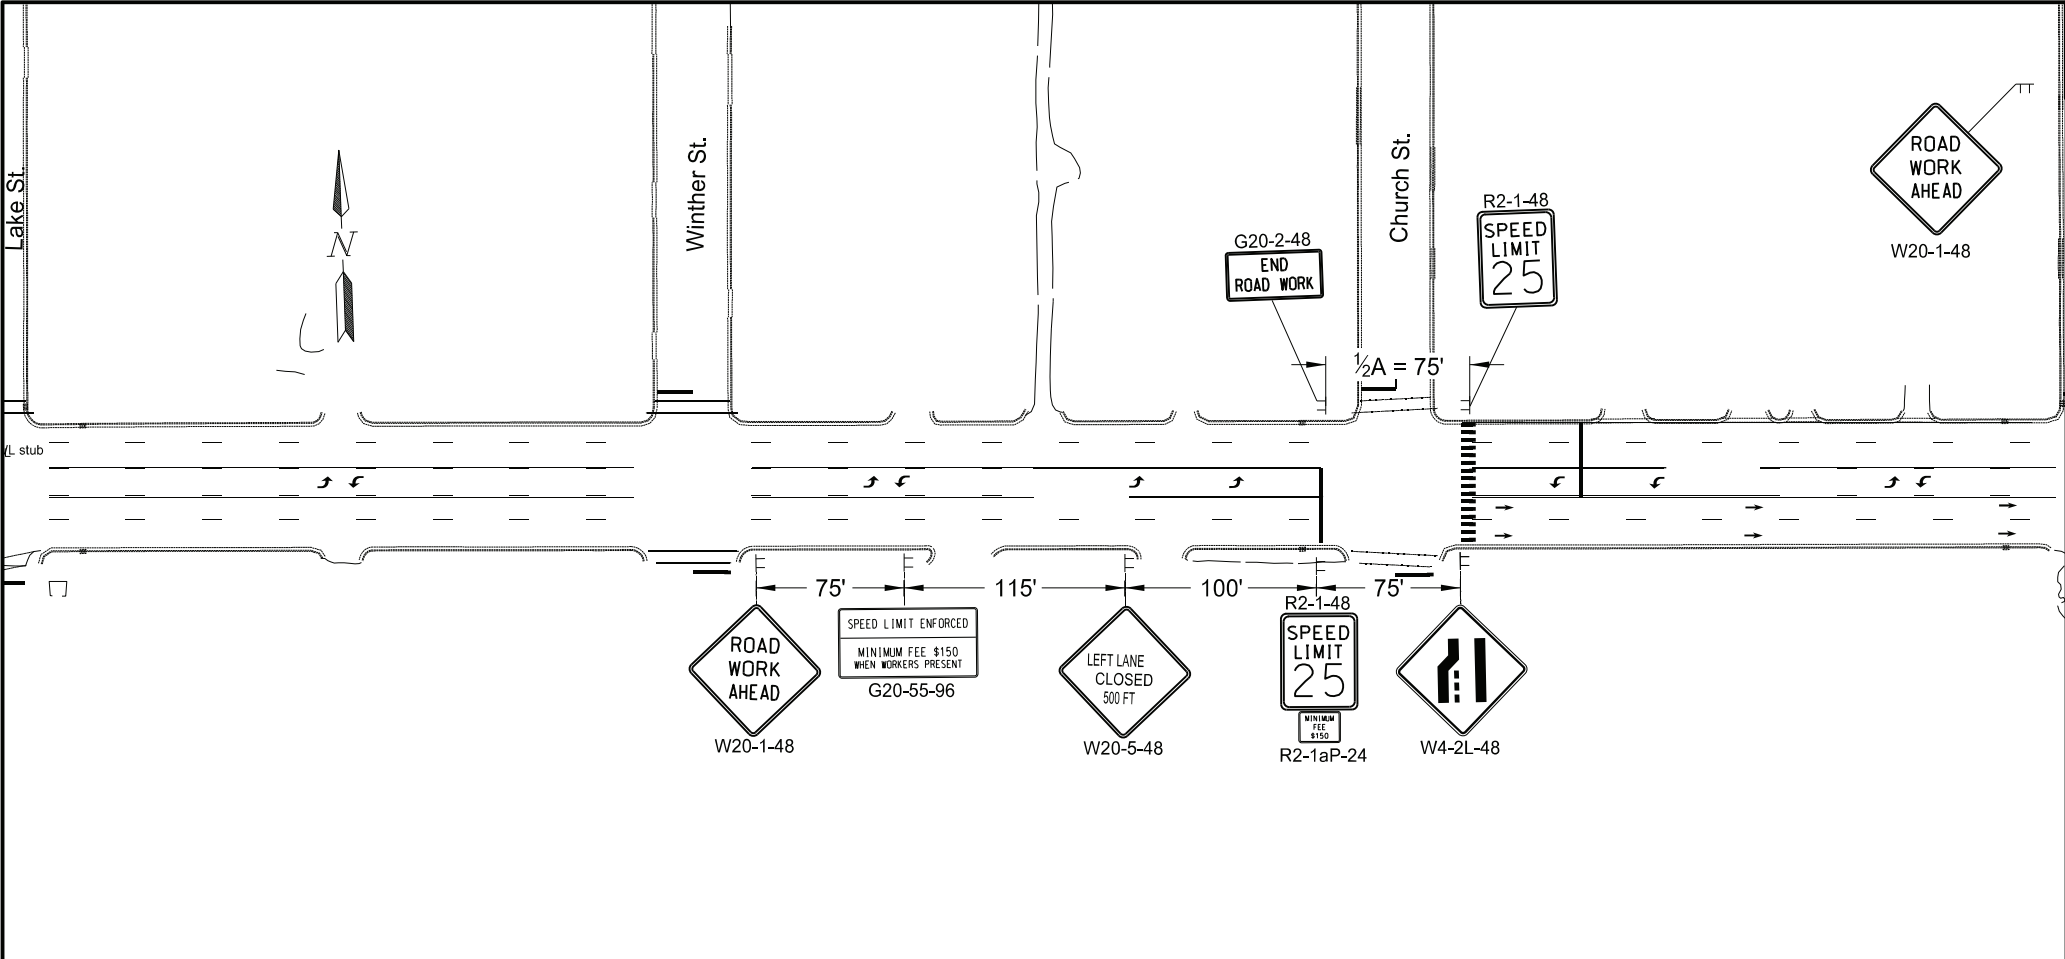 Lake St.
Winther St.
Church St.
N
ROAD
WORK
AHEAD
W20-1-48
R2-1-48
SPEED
LIMIT
25
G20-2-48
END
ROAD WORK
½A = 75'
L stub
75'
115'
100'
75'
ROAD
WORK
AHEAD
W20-1-48
SPEED LIMIT ENFORCED
MINIMUM FEE $150
WHEN WORKERS PRESENT
G20-55-96
LEFT LANE
CLOSED
500 FT
W20-5-48
R2-1-48
SPEED
LIMIT
25
MINIMUM
FEE
$150
R2-1aP-24
W4-2L-48